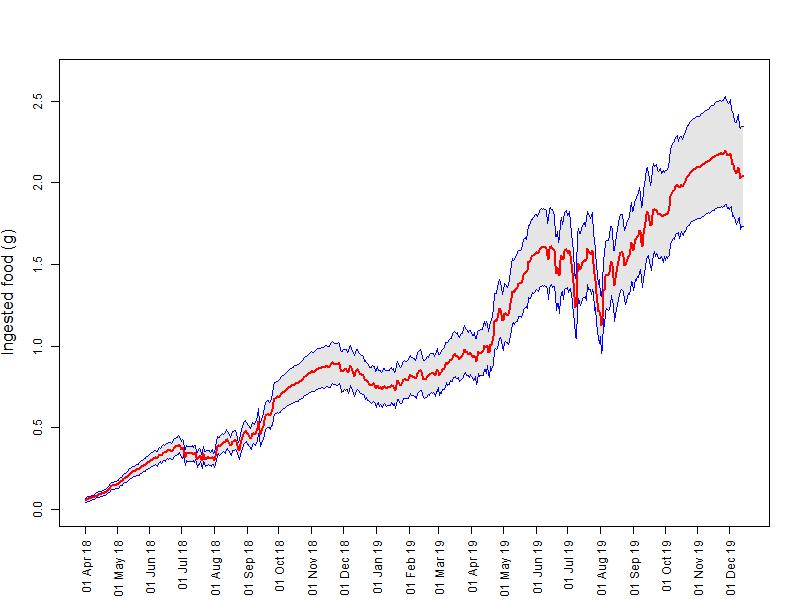 Ingested food (g)
2.5
2.0
1.5
1.0
0.5
0.0
01 Apr 18
01 May 18
01 Jun 18
01 Jul 18
01 Aug 18
01 Sep 18
01 Oct 18
01 Nov 18
01 Dec 18
01 Jan 19
01 Feb 19
01 Mar 19
01 Apr 19
01 May 19
01 Jun 19
01 Jul 19
01 Aug 19
01 Sep 19
01 Oct 19
01 Nov 19
01 Dec 19